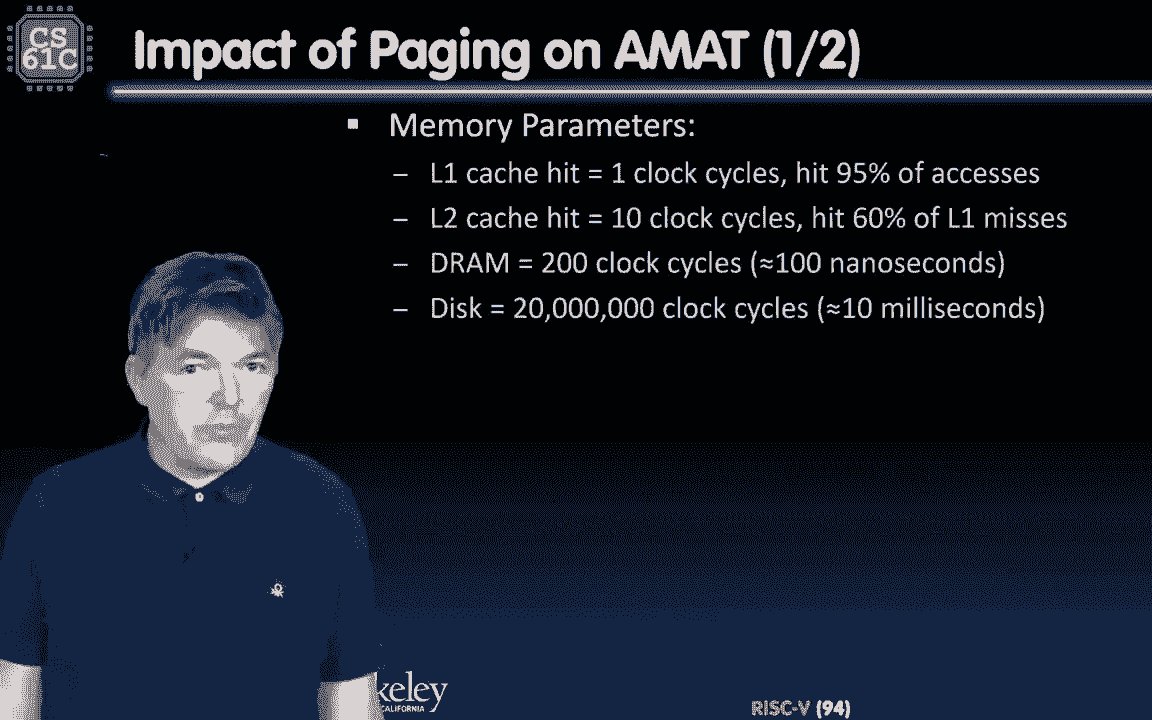 CS
61C
Impact of Paging on AMAT (1/2)
▪ Memory Parameters:
– L1 cache hit = 1 clock cycles, hit 95% of accesses
– L2 cache hit = 10 clock cycles, hit 60% of L1 misses
– DRAM = 200 clock cycles (≈100 nanoseconds)
– Disk = 20,000,000 clock cycles (≈10 milliseconds)
keley
CALIFORNIA
RISC-V (94)